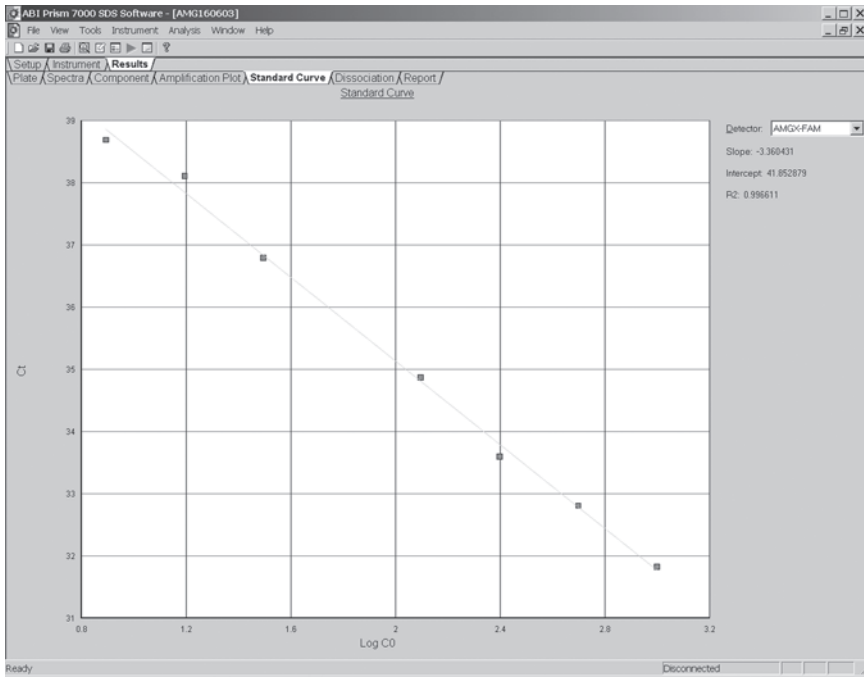 ABI Prism 7000 SDS Software - [AMG160603]
File View Tools Instrument Analysis Window Help
Setup Instrument Results
Plate Spectra Component Amplification Plot Standard Curve Dissociation Report
Standard Curve
39
38
37
36
35
34
33
32
31
Ct
0.8 1.2 1.6 2 2.4 2.8 3.2
Log C0
Detector: AMGX-FAM
Slope: -3.360431
Intercept: 41.852879
R2: 0.996611
Ready Disconnected